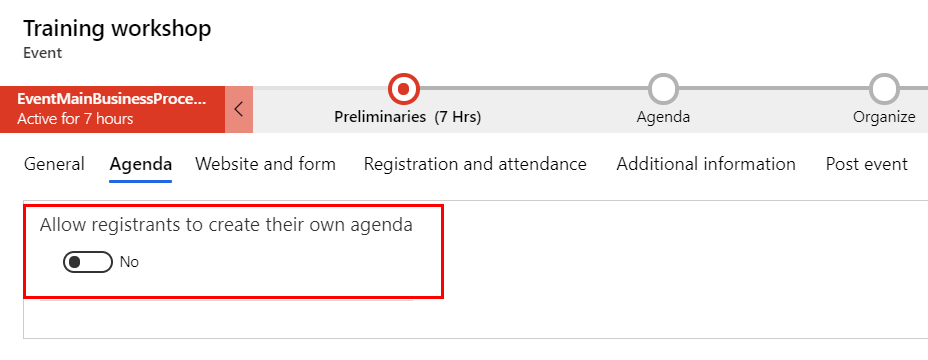 Training workshop
Event
EventMainBusinessProce...
Active for 7 hours
Preliminaries (7 Hrs)
Agenda
Organize
General
Agenda
Website and form
Registration and attendance
Additional information
Post event
Allow registrants to create their own agenda
No